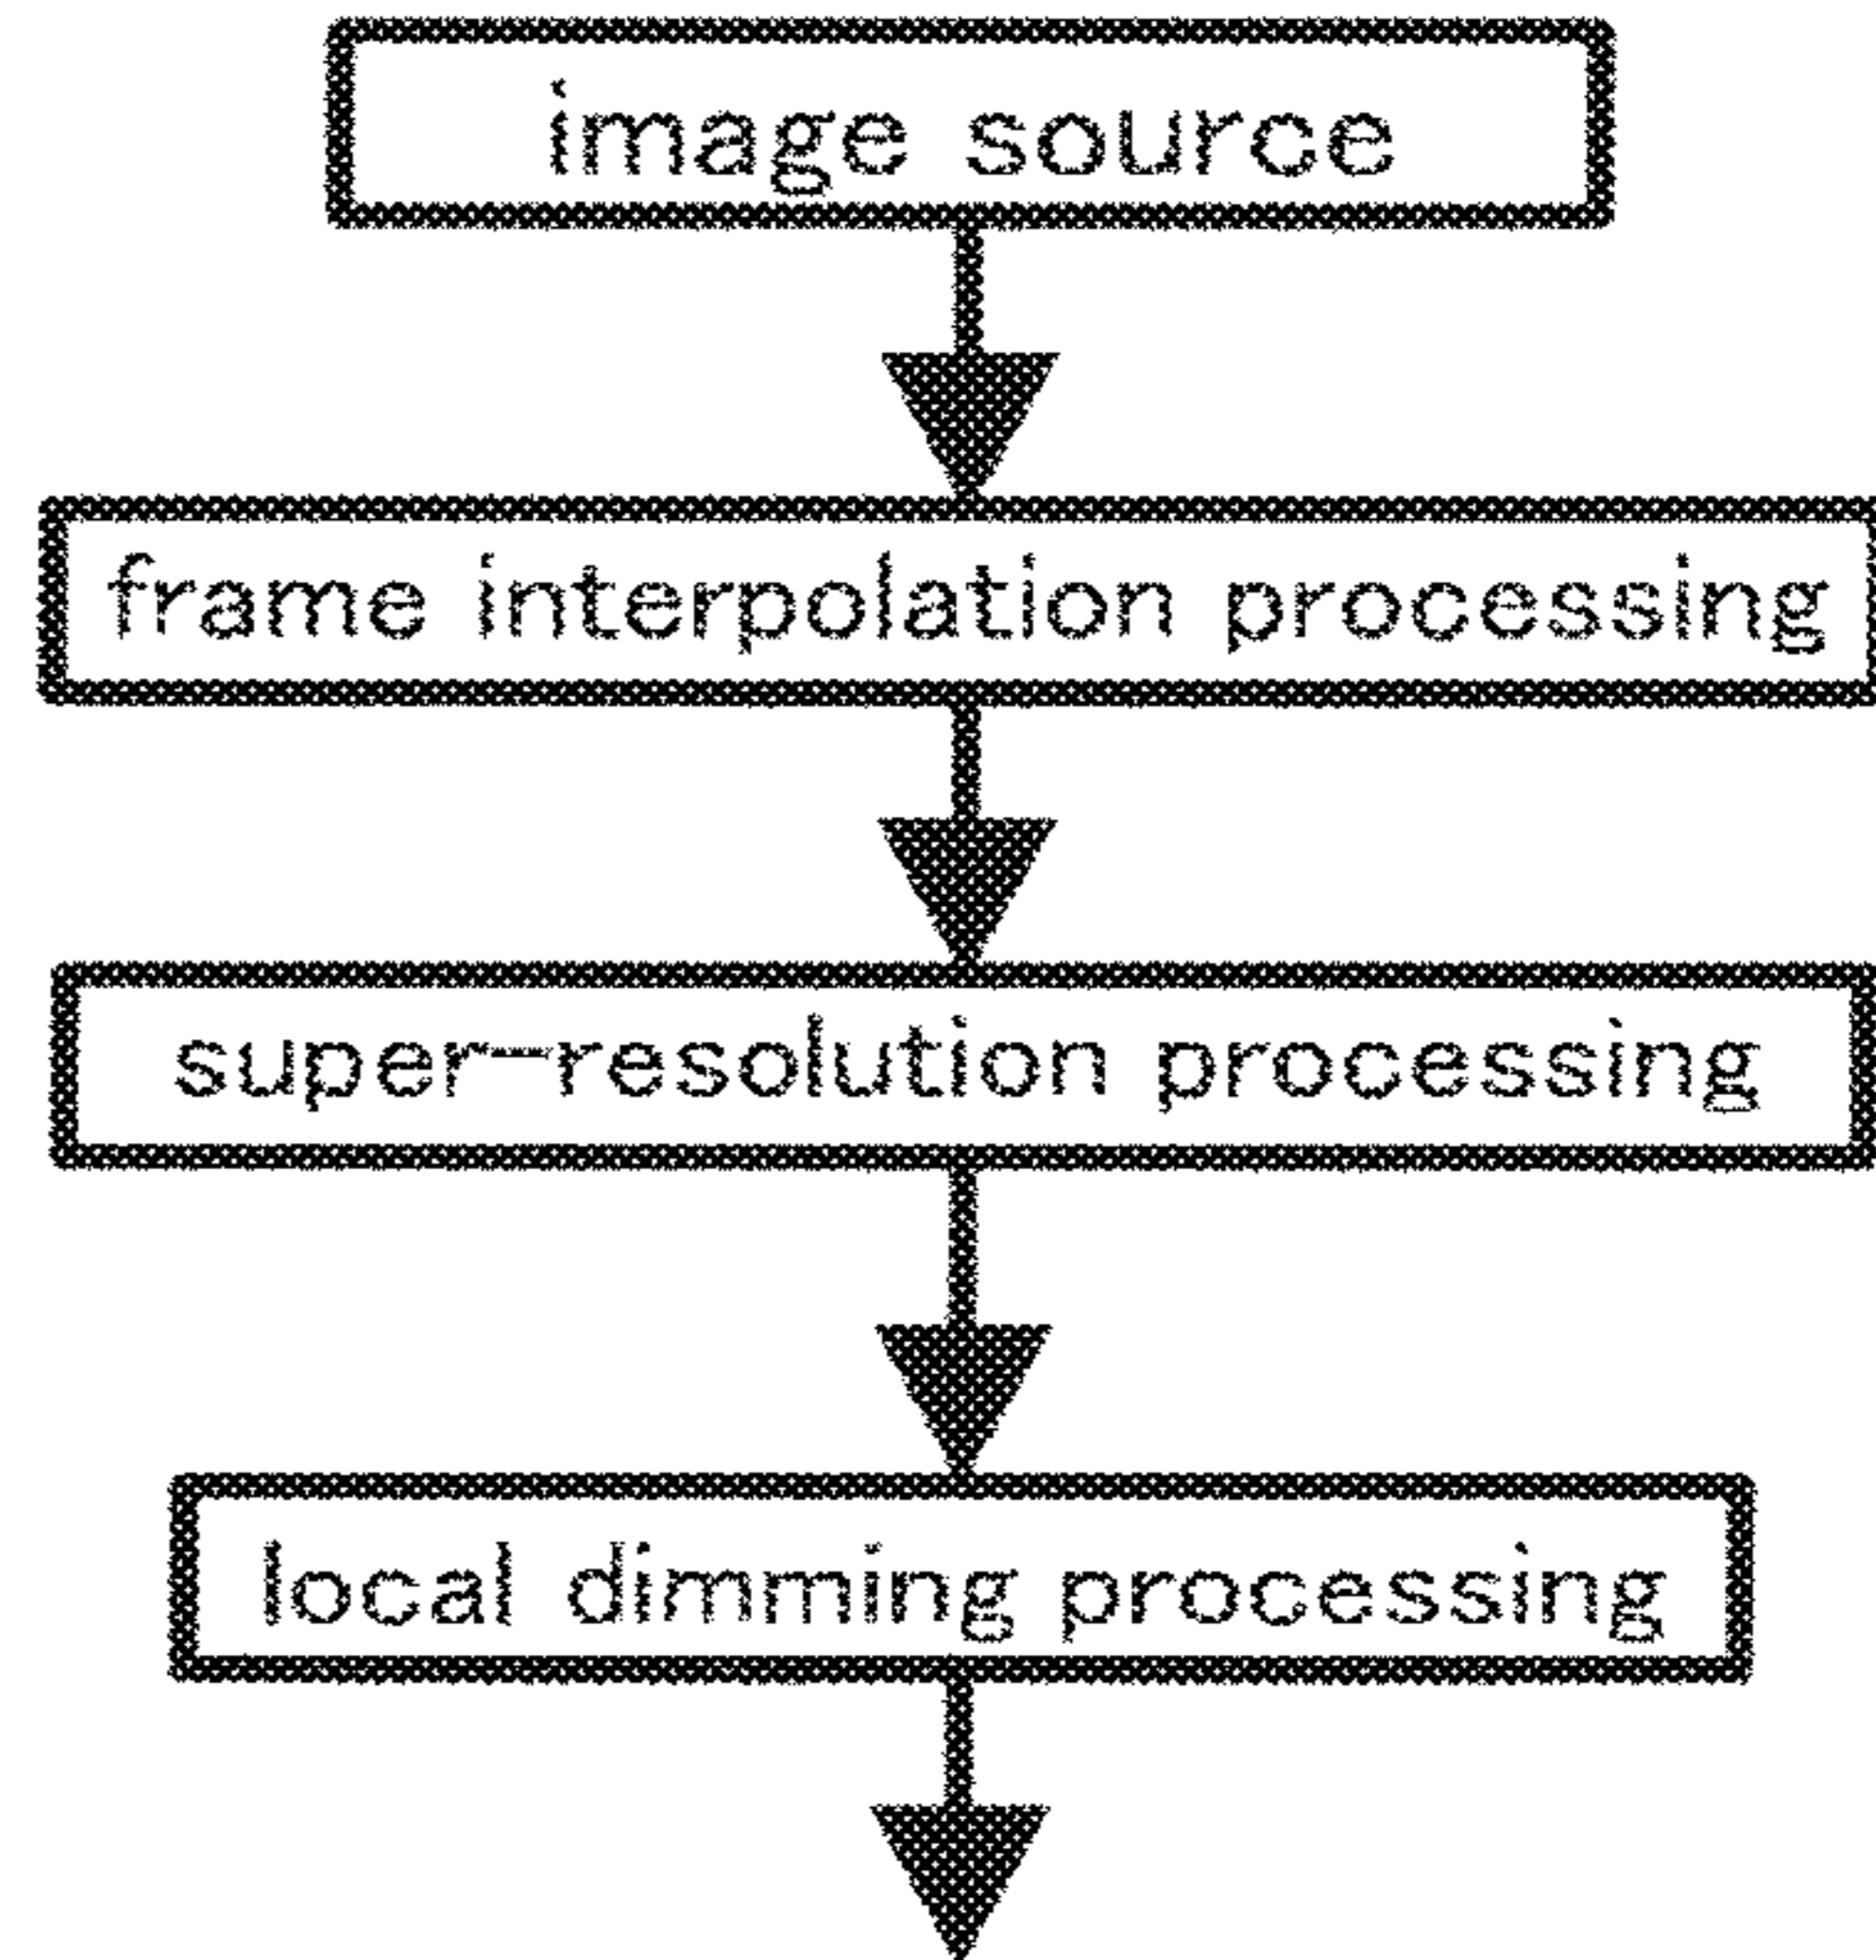 image source
frame interpolation processing
super-resolution processing
local dimming processing